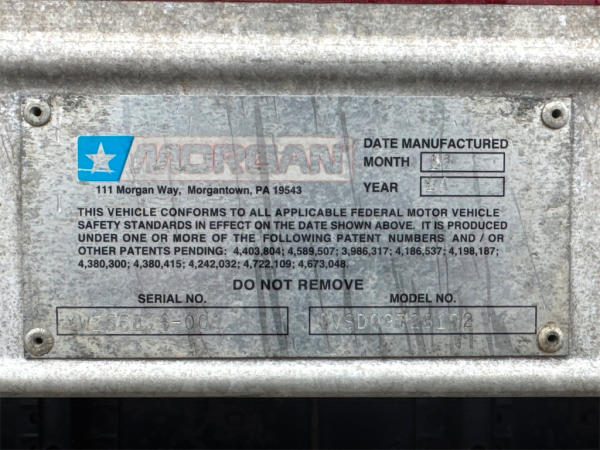 MORGAN
DATE MANUFACTURED
MONTH
YEAR
111 Morgan Way, Morgantown, PA 19543
THIS VEHICLE CONFORMS TO ALL APPLICABLE FEDERAL MOTOR VEHICLE
SAFETY STANDARDS IN EFFECT ON THE DATE SHOWN ABOVE. IT IS PRODUCED
UNDER ONE OR MORE OF THE FOLLOWING PATENT NUMBERS AND / OR
OTHER PATENTS PENDING: 4,403,804; 4,589,507; 3,986,317; 4,186,537; 4,198,187;
4,380,300; 4,380,415; 4,242,032; 4,722,109; 4,673,048.
DO NOT REMOVE
SERIAL NO.
MODEL NO.